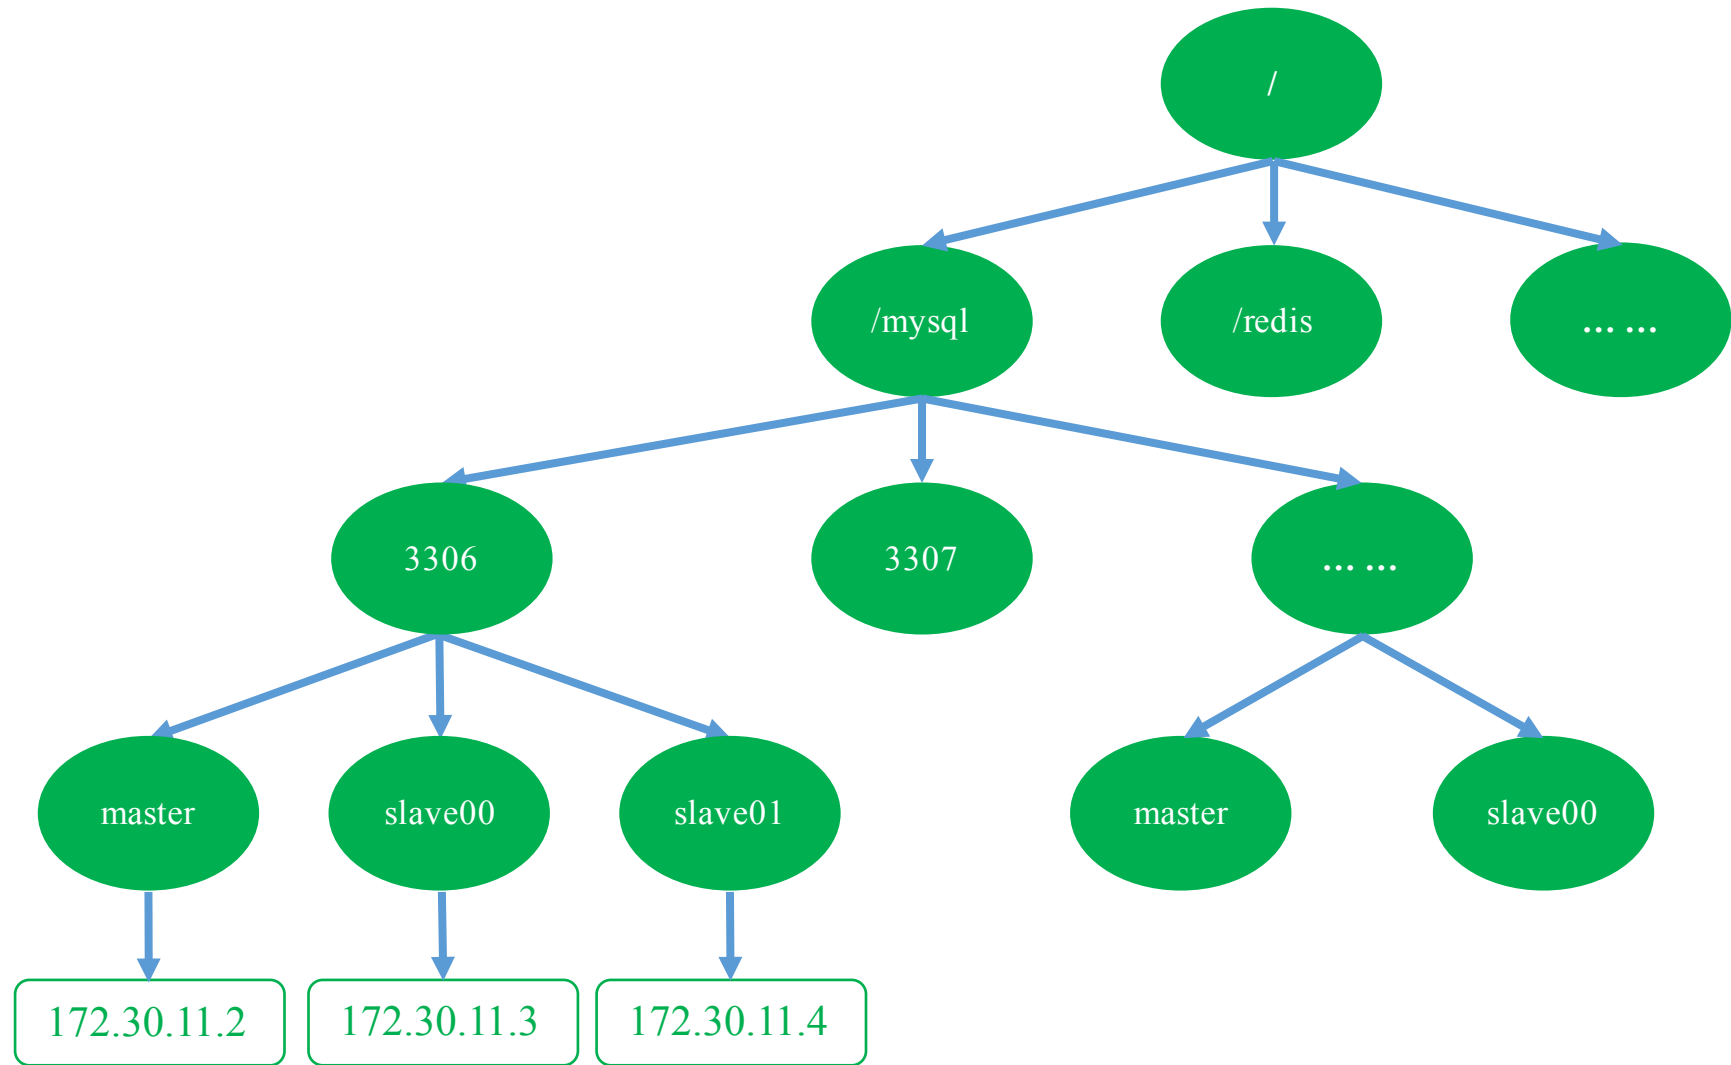 /
/mysql
/redis
... ...
3306
3307
... ...
master
slave00
slave01
master
slave00
172.30.11.2
172.30.11.3
172.30.11.4